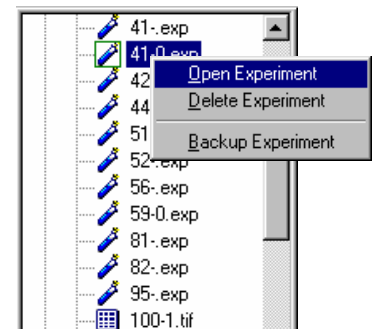 41-.exp
41-0.exp
Open Experiment
42
Delete Experiment
44
51
Backup Experiment
52-.exp
56-.exp
59-0.exp
81-.exp
82-.exp
95-.exp
100-1.tif